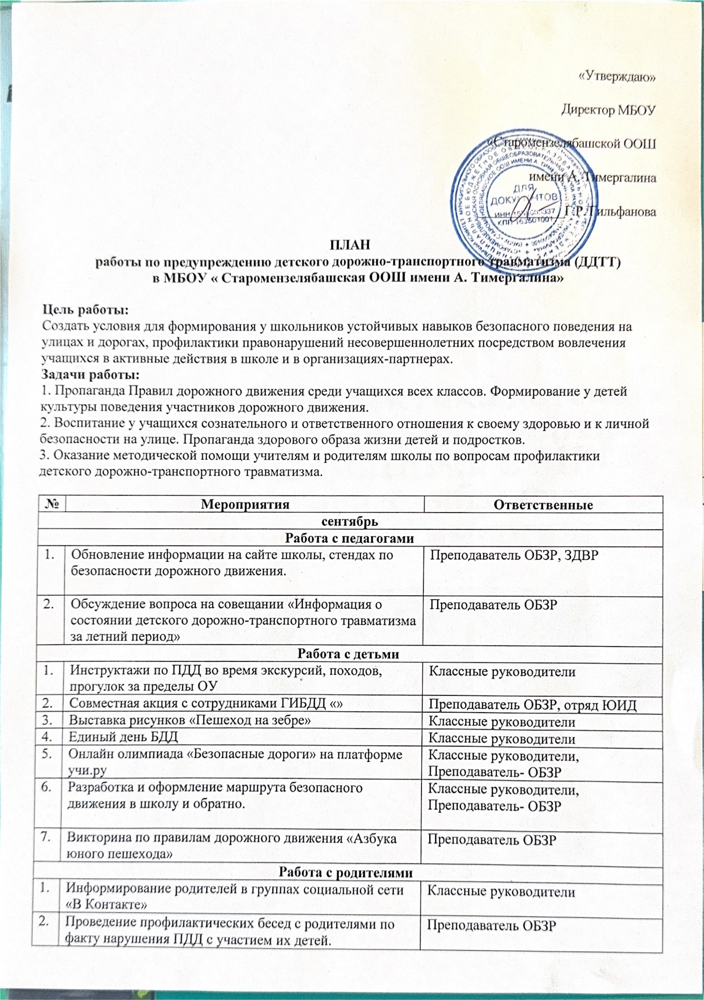 «Утверждаю»
Директор МБОУ
«Старомензелябашской ООШ
имени А. Тимергалина
Г.Р. Гильфанова
ДЛЯ
ДОКУМЕНТОВ
КПП 163601001
ПЛАН
работы по предупреждению детского дорожно-транспортного травматизма (ДДТТ)
в МБОУ « Старомензелябашская ООШ имени А. Тимергалина»
Цель работы:
Создать условия для формирования у школьников устойчивых навыков безопасного поведения на
улицах и дорогах, профилактики правонарушений несовершеннолетних посредством вовлечения
учащихся в активные действия в школе и в организациях-партнерах.
Задачи работы:
1. Пропаганда Правил дорожного движения среди учащихся всех классов. Формирование у детей
культуры поведения участников дорожного движения.
2. Воспитание у учащихся сознательного и ответственного отношения к своему здоровью и к личной
безопасности на улице. Пропаганда здорового образа жизни детей и подростков.
3. Оказание методической помощи учителям и родителям школы по вопросам профилактики
детского дорожно-транспортного травматизма.
№ Мероприятия Ответственные
сентябрь
Работа с педагогами
1. Обновление информации на сайте школы, стендах по Преподаватель ОБЗР, ЗДВР
безопасности дорожного движения.
2. Обсуждение вопроса на совещании «Информация о Преподаватель ОБЗР
состоянии детского дорожно-транспортного травматизма
за летний период»
Работа с детьми
1. Инструктажи по ПДД во время экскурсий, походов, Классные руководители
прогулок за пределы ОУ
2. Совместная акция с сотрудниками ГИБДД «» Преподаватель ОБЗР, отряд ЮИД
3. Выставка рисунков «Пешеход на зебре» Классные руководители
4. Единый день БДД Классные руководители
5. Онлайн олимпиада «Безопасные дороги» на платформе Классные руководители,
учи.ру Преподаватель- ОБЗР
6. Разработка и оформление маршрута безопасного Классные руководители,
движения в школу и обратно. Преподаватель- ОБЗР
7. Викторина по правилам дорожного движения «Азбука Преподаватель ОБЗР
юного пешехода»
Работа с родителями
1. Информирование родителей в группах социальной сети Классные руководители
«В Контакте»
2. Проведение профилактических бесед с родителями по Преподаватель ОБЗР
факту нарушения ПДД с участием их детей.